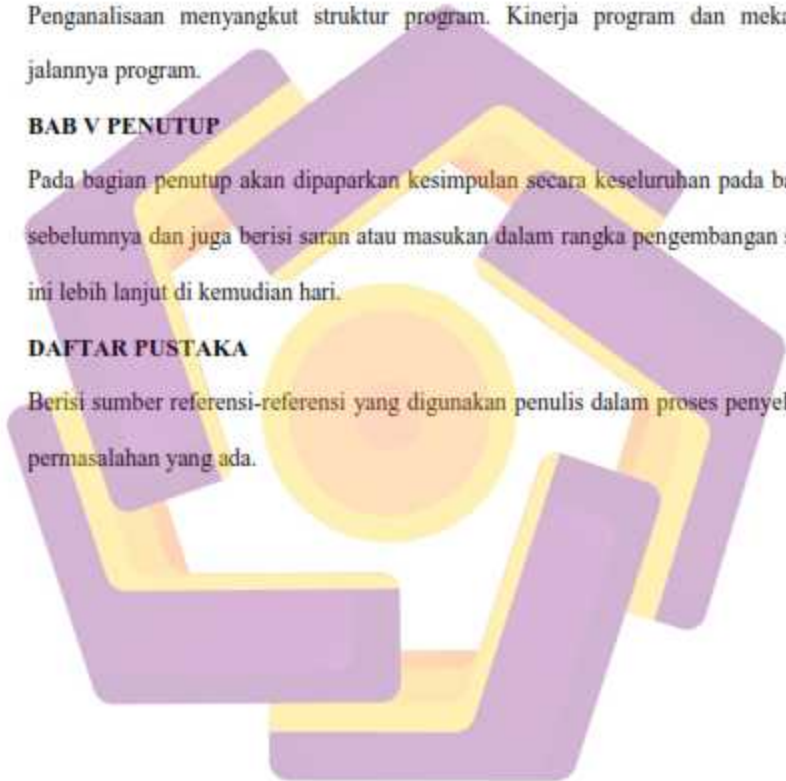 Penganalisaan menyangkut struktur program. Kinerja program dan meka
jalannya program.
BAB V PENUTUP
Pada bagian penutup akan dipaparkan kesimpulan secara keseluruhan pada ba
sebelumnya dan juga berisi saran atau masukan dalam rangka pengembangan s
ini lebih lanjut di kemudian hari.
DAFTAR PUSTAKA
Berisi sumber referensi-referensi yang digunakan penulis dalam proses penyel
permasalahan yang ada.